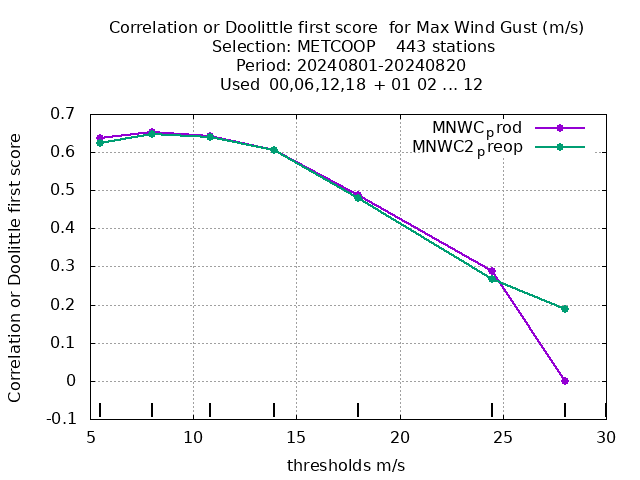 Correlation or Doolittle first score  for Max Wind Gust (m/s)
Selection: METCOOP    443 stations
Period: 20240801-20240820
Used  00,06,12,18  + 01 02 ... 12
MNWCprod
MNWC2preop
Correlation or Doolittle first score
0.7
0.6
0.5
0.4
0.3
0.2
0.1
0
-0.1
5 10 15 20 25 30
thresholds m/s